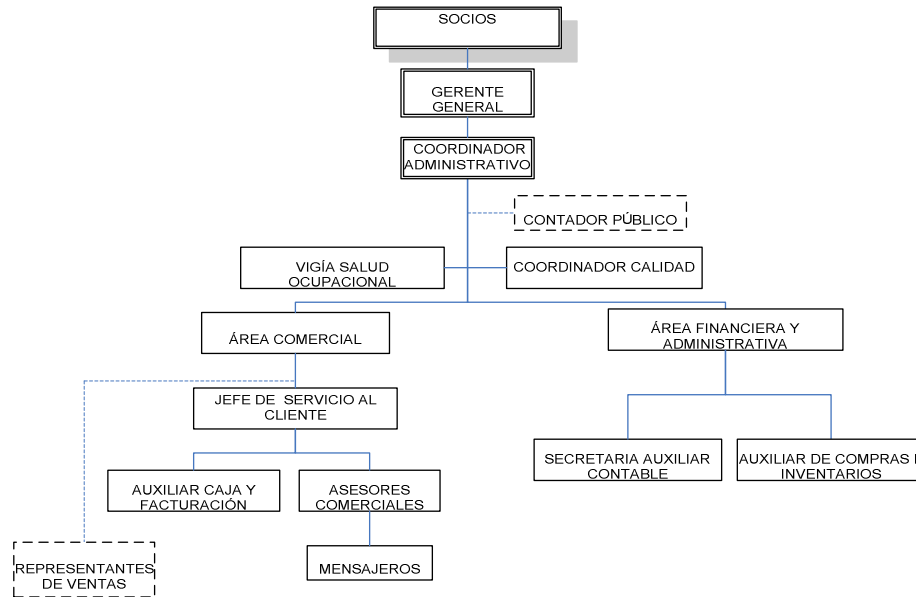 SOCIOS
GERENTE
GENERAL
COORDINADOR
ADMINISTRATIVO
CONTADOR PÚBLICO
VIGÍA SALUD
OCUPACIONAL
COORDINADOR CALIDAD
ÁREA COMERCIAL
ÁREA FINANCIERA Y
ADMINISTRATIVA
JEFE DE SERVICIO AL
CLIENTE
SECRETARIA AUXILIAR
CONTABLE
AUXILIAR DE COMPRAS
INVENTARIOS
AUXILIAR CAJA Y
FACTURACIÓN
ASESORES
COMERCIALES
MENSAJEROS
REPRESENTANTES
DE VENTAS